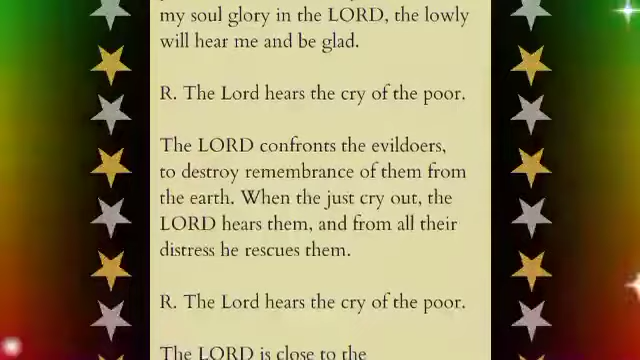 my soul glory in the LORD, the lowly
will hear me and be glad.
R. The Lord hears the cry of the poor.
The LORD confronts the evildoers,
to destroy remembrance of them from
the earth. When the just cry out, the
LORD hears them, and from all their
distress he rescues them.
R. The Lord hears the cry of the poor.
The LORD is close to the